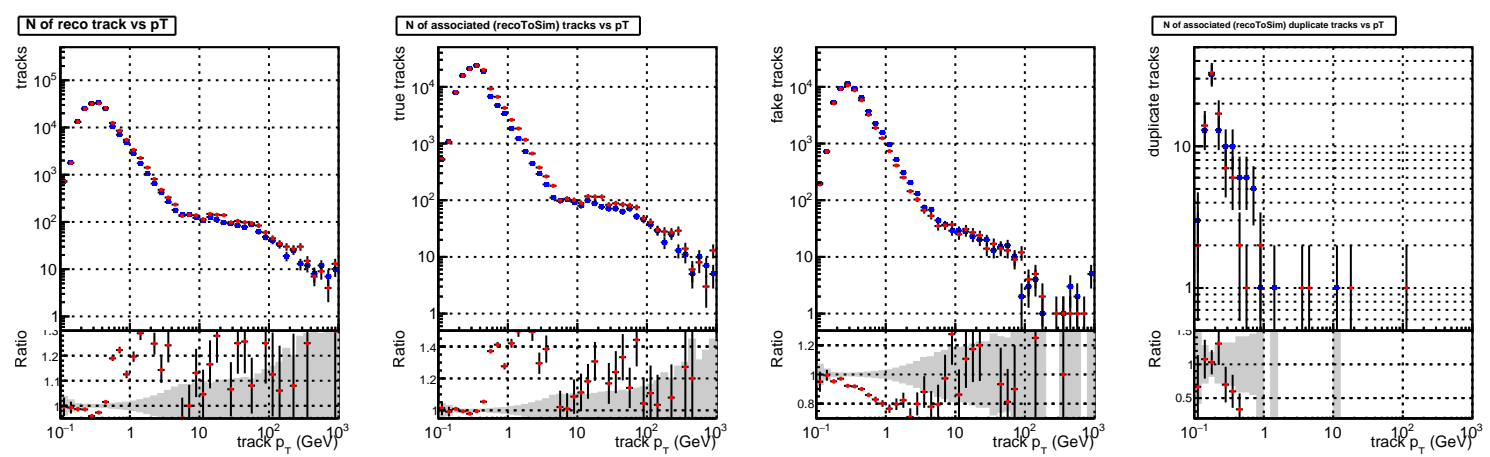 N of reco track vs pT
tracks
10^5
10^4
10^3
10^2
10
1
Ratio
1.3
1.2
1.1
1
10^-1 1 10 10^2 10^3
track p_T (GeV)
N of associated (recoToSim) tracks vs pT
true tracks
10^4
10^3
10^2
10
1
Ratio
1.4
1.2
1
10^-1 1 10 10^2 10^3
track p_T (GeV)
fake tracks
10^4
10^3
10^2
10
1
Ratio
1.2
1
0.8
10^-1 1 10 10^2 10^3
track p_T (GeV)
N of associated (recoToSim) duplicate tracks vs pT
duplicate tracks
10
1
Ratio
1.5
1
0.5
10^-1 1 10 10^2 10^3
track p_T (GeV)